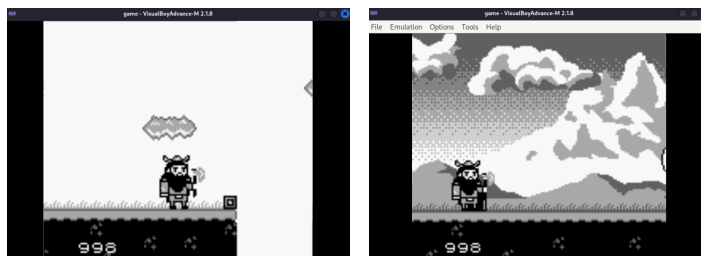 game - VisualBoyAdvance-M 2.1.8
998
game - VisualBoyAdvance-M 2.1.8
File Emulation Options Tools Help
998